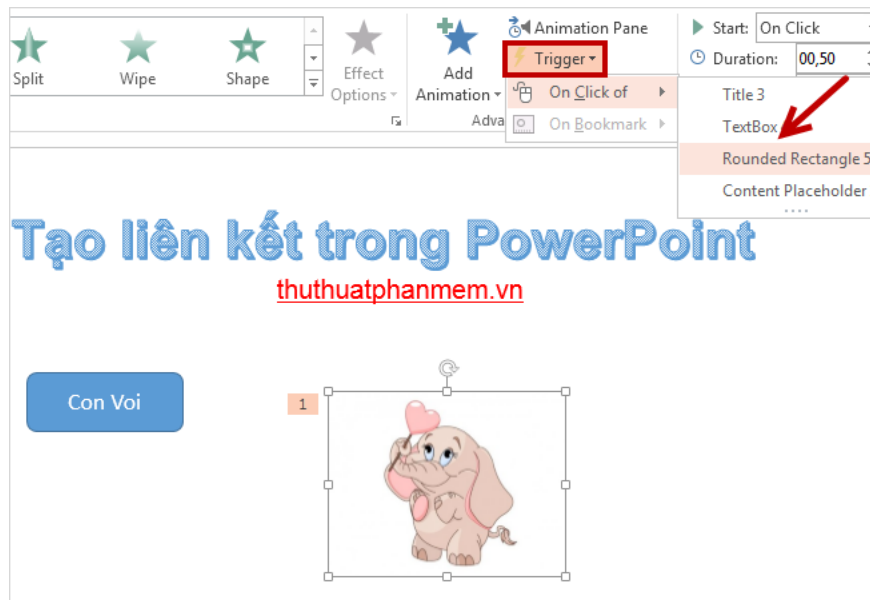 Split
Wipe
Shape
Effect
Options
Add
Animation
Adva
Animation Pane
Trigger
On Click of
On Bookmark
Start: On Click
Duration: 00,50
Title 3
TextBox
Rounded Rectangle 5
Content Placeholder
Tạo liên kết trong PowerPoint
thuthuatphanmem.vn
Con Voi
1